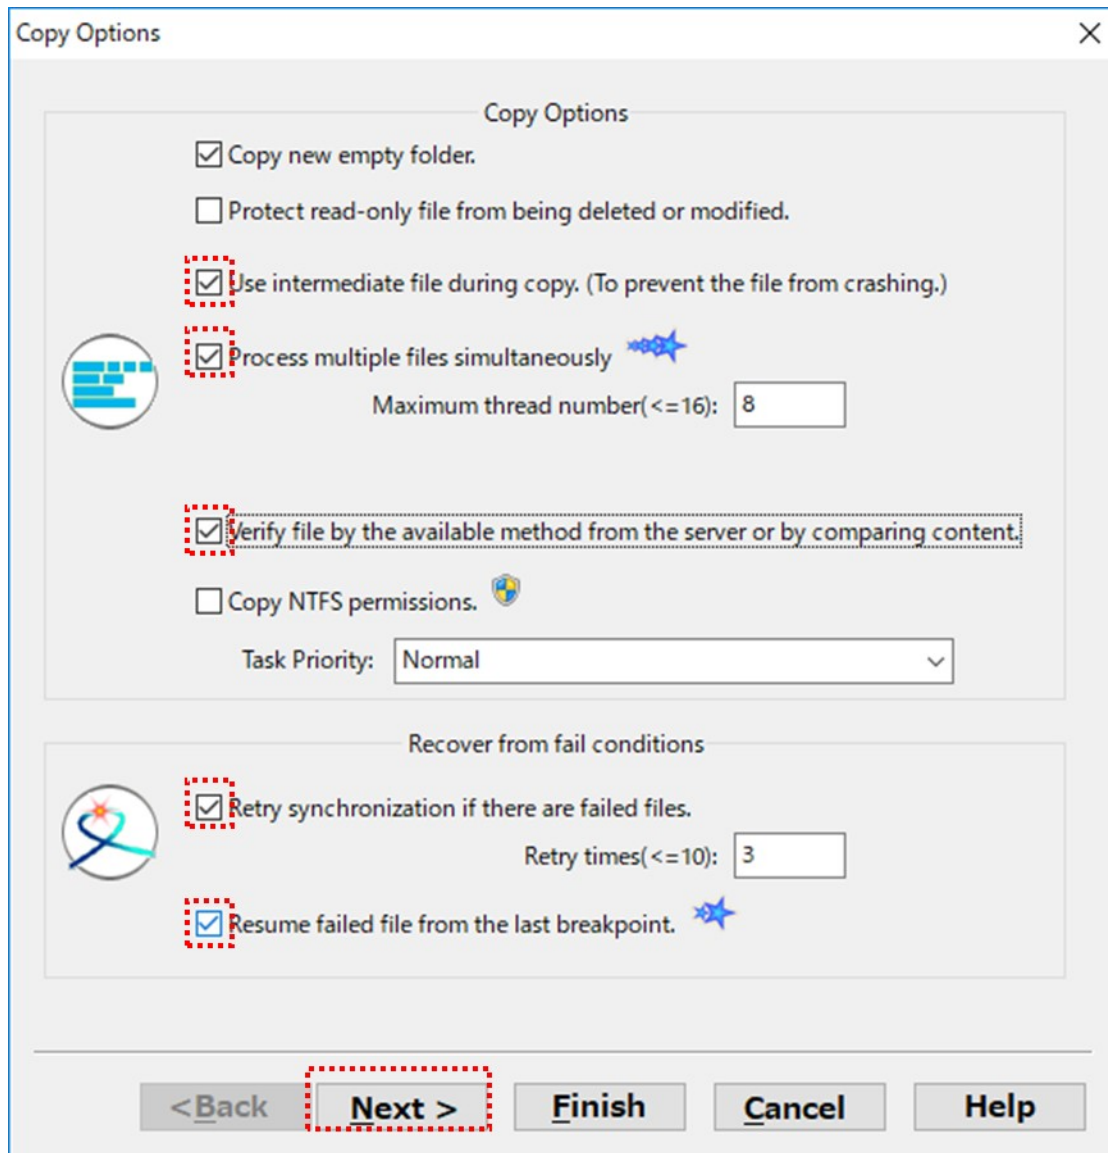 Copy Options
Copy Options
Copy new empty folder.
Protect read-only file from being deleted or modified.
Use intermediate file during copy. (To prevent the file from crashing.)
Process multiple files simultaneously
Maximum thread number(<=16): 8
Verify file by the available method from the server or by comparing content.
Copy NTFS permissions.
Task Priority: Normal
Recover from fail conditions
Retry synchronization if there are failed files.
Retry times(<=10): 3
Resume failed file from the last breakpoint.
<Back Next > Finish Cancel Help